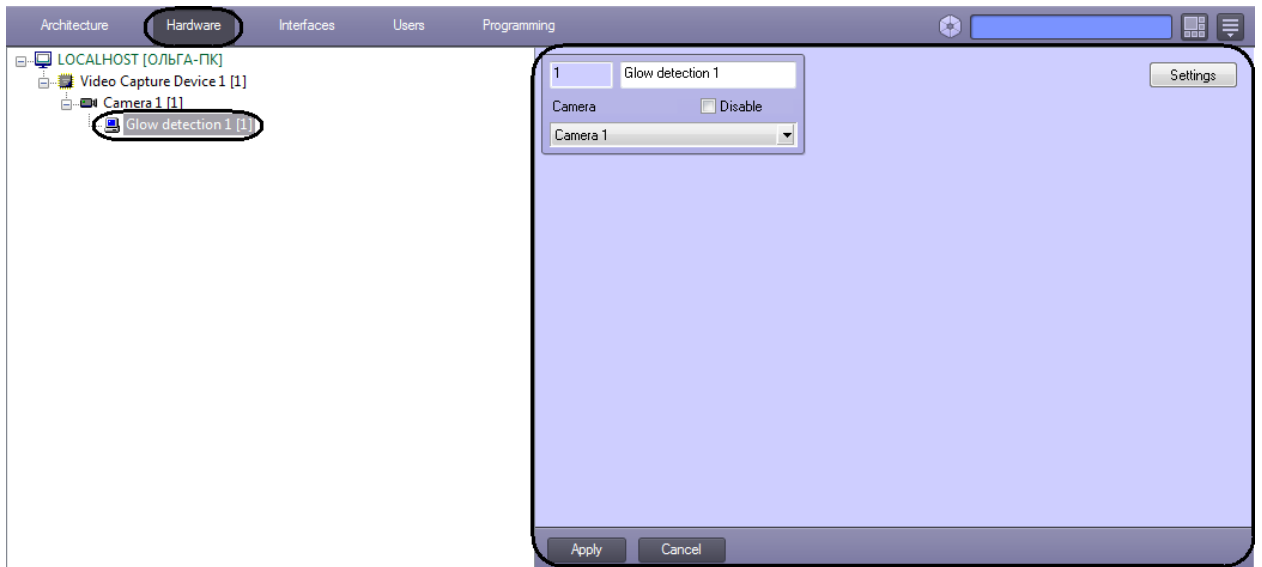 Architecture Hardware Interfaces Users Programming
LOCALHOST [ОЛЬГА-ПК]
Video Capture Device 1 [1]
Camera 1 [1]
Glow detection 1 [1]
1 Glow detection 1
Settings
Camera Disable
Camera 1
Apply Cancel